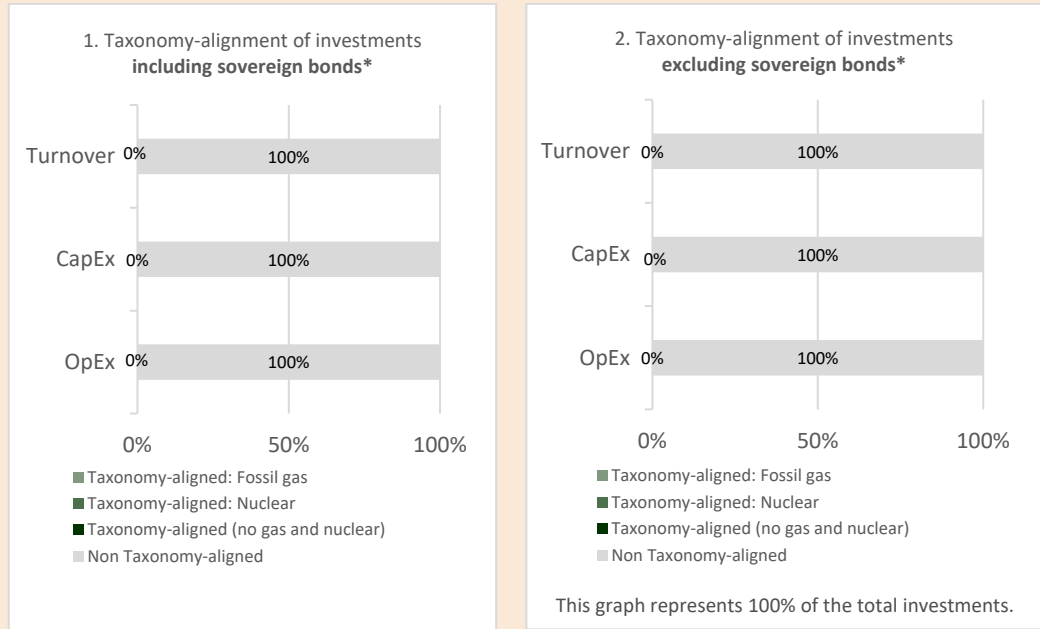 1. Taxonomy-alignment of investments
including sovereign bonds*
Turnover 0% 100%
CapEx 0% 100%
OpEx 0% 100%
0% 50% 100%
Taxonomy-aligned: Fossil gas
Taxonomy-aligned: Nuclear
Taxonomy-aligned (no gas and nuclear)
Non Taxonomy-aligned
2. Taxonomy-alignment of investments
excluding sovereign bonds*
Turnover 0% 100%
CapEx 0% 100%
OpEx 0% 100%
0% 50% 100%
Taxonomy-aligned: Fossil gas
Taxonomy-aligned: Nuclear
Taxonomy-aligned (no gas and nuclear)
Non Taxonomy-aligned
This graph represents 100% of the total investments.